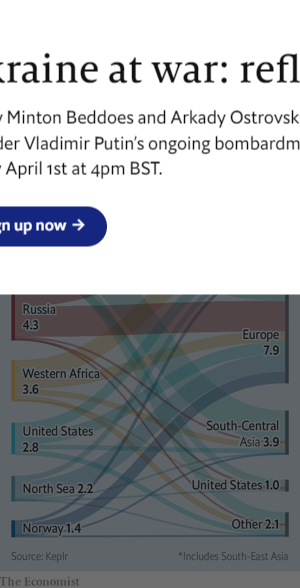 kraine at war: refl
y Minton Beddoes and Arkady Ostrovsk
der Vladimir Putin's ongoing bombardm
April 1st at 4pm BST.
gn up now →
Russia
4.3
Europe
7.9
Western Africa
3.6
South-Central
Asia 3.9
United States
2.8
United States 1.0
North Sea 2.2
Norway 1.4
Other 2.1
Source: Keplr
*Includes South-East Asia
The Economist